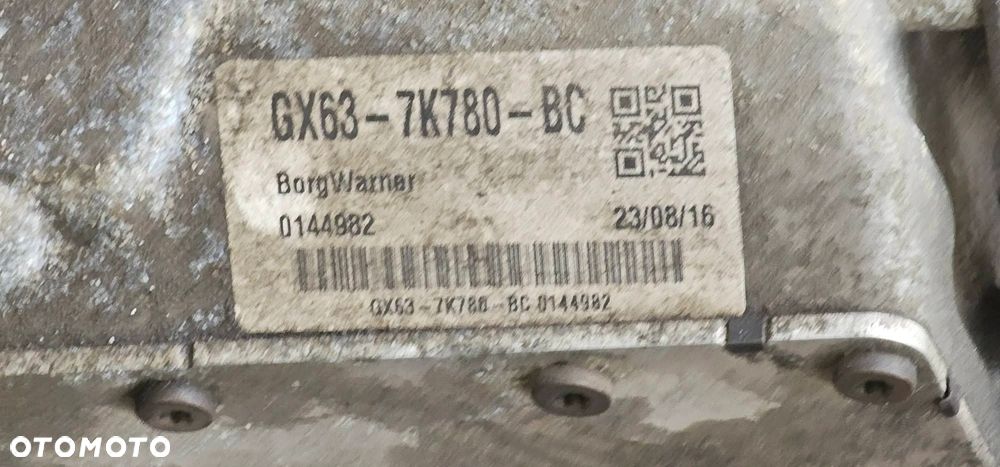 GX63-7K780-BC
BorgWarner
0144982
23/08/16
GX63-7K780-BC 0144982
OTOMOTO